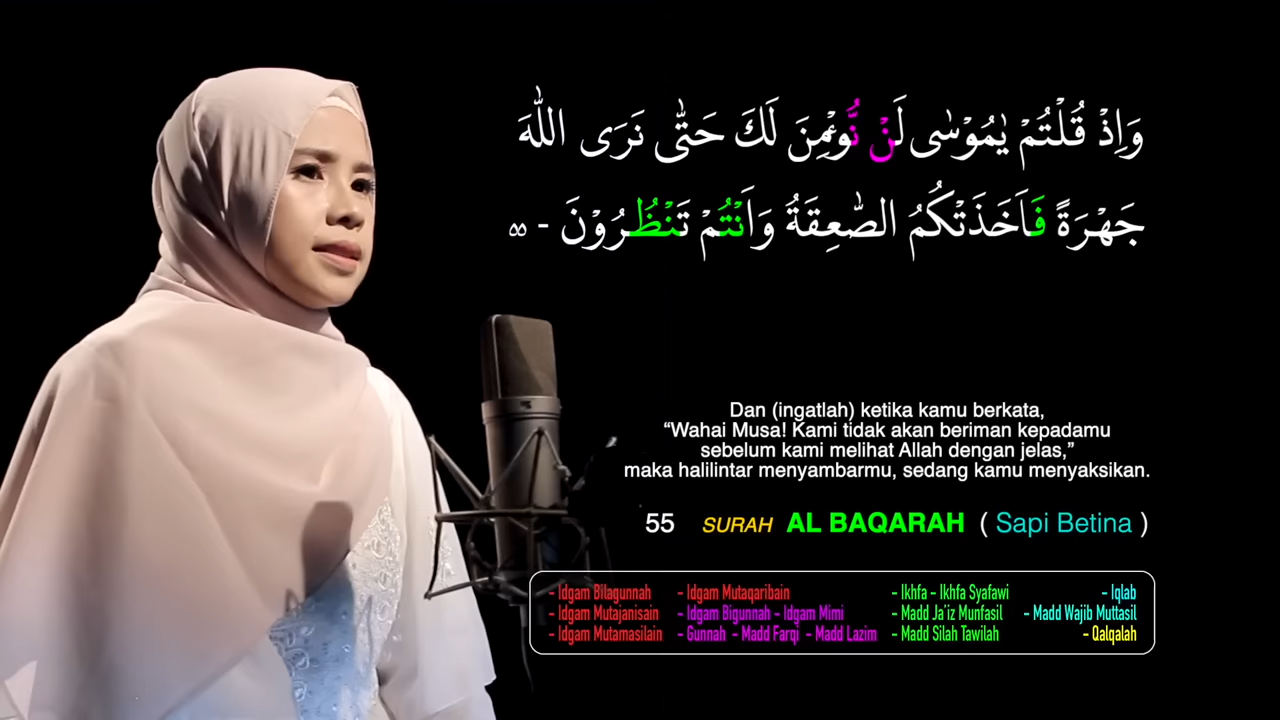 وَاِذْ قُلْتُمْ يٰمُوْسٰى لَنْ نُّؤْمِنَ لَكَ حَتّٰى نَرَى اللّٰهَ
جَهْرَةً فَاَخَذَتْكُمُ الصّٰعِقَةُ وَاَنْتُمْ تَنْظُرُوْنَ - ٥٥
Dan (ingatlah) ketika kamu berkata,
“Wahai Musa! Kami tidak akan beriman kepadamu
sebelum kami melihat Allah dengan jelas,”
maka halilintar menyambarmu, sedang kamu menyaksikan.
55 SURAH AL BAQARAH ( Sapi Betina )
- Idgam Bilagunnah - Idgam Mutaqaribain - Ikhfa - Ikhfa Syafawi - Iqlab
- Idgam Mutajanisain - Idgam Bigunnah - Idgam Mimi - Madd Ja'iz Munfasil - Madd Wajib Muttasil
- Idgam Mutamasilain - Gunnah - Madd Farqi - Madd Lazim - Madd Silah Tawilah - Qalqalah